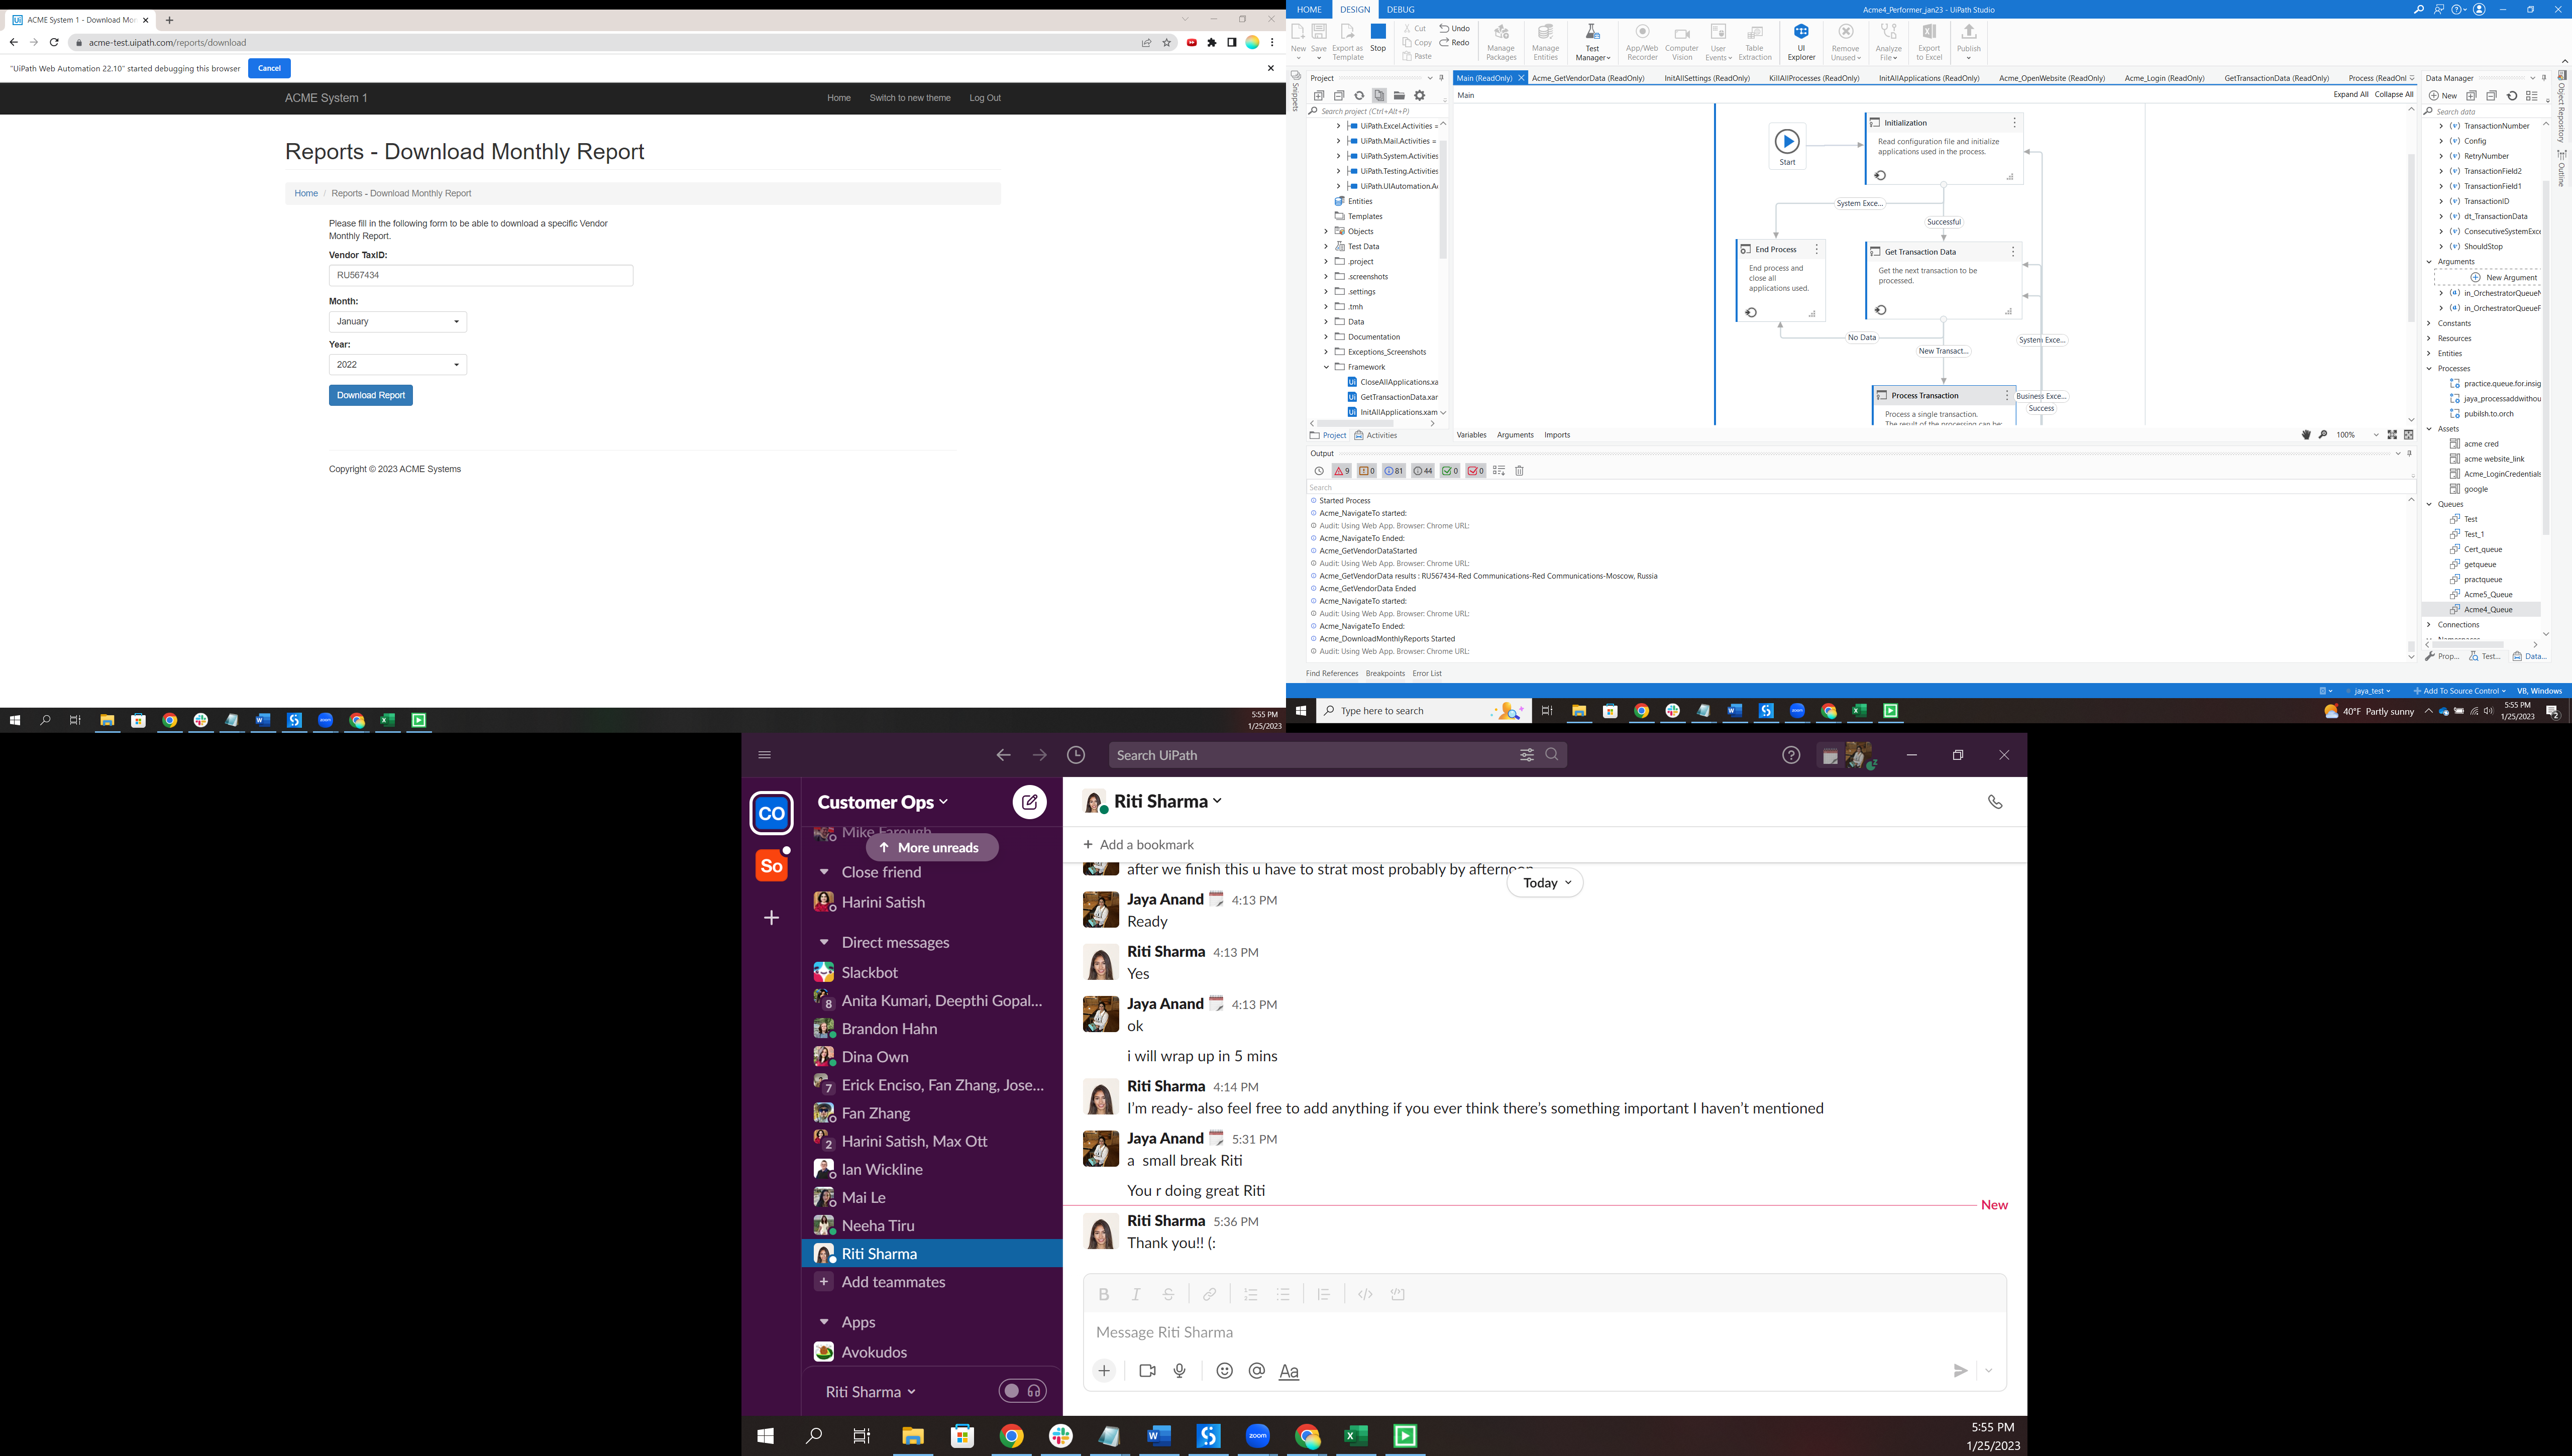 ACME System 1 - Download Mon
acme-test.uipath.com/reports/download
"UiPath Web Automation 22.10" started debugging this browser
Cancel
ACME System 1
Home
Switch to new theme
Log Out
Reports - Download Monthly Report
Home / Reports - Download Monthly Report
Please fill in the following form to be able to download a specific Vendor
Monthly Report.
Vendor TaxID:
RU567434
Month:
January
Year:
2022
Download Report
Copyright © 2023 ACME Systems
5:55 PM
1/25/2023
HOME
DESIGN
DEBUG
Acme4_Performer_jan23 - UiPath Studio
New
Save
Export as Template
Stop
Cut
Copy
Paste
Undo
Redo
Manage Packages
Manage Entities
Test Manager
App/Web Recorder
Computer Vision
User Events
Table Extraction
UI Explorer
Remove Unused
Analyze File
Export to Excel
Publish
Snippets
Project
Search project (Ctrl+Alt+P)
UiPath.Excel.Activities =
UiPath.Mail.Activities =
UiPath.System.Activities
UiPath.Testing.Activities
UiPath.UIAutomation.Ac
Entities
Templates
Objects
Test Data
.project
.screenshots
.settings
.tmh
Data
Documentation
Exceptions_Screenshots
Framework
CloseAllApplications.xa
GetTransactionData.xar
InitAllApplications.xam
Project
Activities
Main (ReadOnly)
Acme_GetVendorData (ReadOnly)
InitAllSettings (ReadOnly)
KillAllProcesses (ReadOnly)
InitAllApplications (ReadOnly)
Acme_OpenWebsite (ReadOnly)
Acme_Login (ReadOnly)
GetTransactionData (ReadOnly)
Process (ReadOnl
Main
Expand All
Collapse All
Start
Initialization
Read configuration file and initialize
applications used in the process.
System Exce...
Successful
End Process
End process and
close all
applications used.
Get Transaction Data
Get the next transaction to be
processed.
No Data
New Transact...
System Exce...
Process Transaction
Process a single transaction.
The result of the processing can be:
Business Exce...
Success
Variables
Arguments
Imports
100%
Output
9
0
81
44
0
0
Search
Started Process
Acme_NavigateTo started:
Audit: Using Web App. Browser: Chrome URL:
Acme_NavigateTo Ended:
Acme_GetVendorDataStarted
Audit: Using Web App. Browser: Chrome URL:
Acme_GetVendorData results : RU567434-Red Communications-Red Communications-Moscow, Russia
Acme_GetVendorData Ended
Acme_NavigateTo started:
Audit: Using Web App. Browser: Chrome URL:
Acme_NavigateTo Ended:
Acme_DownloadMonthlyReports Started
Audit: Using Web App. Browser: Chrome URL:
Find References
Breakpoints
Error List
Data Manager
New
Search data
TransactionNumber
Config
RetryNumber
TransactionField2
TransactionField1
TransactionID
dt_TransactionData
ConsecutiveSystemExce
ShouldStop
Arguments
New Argument
in_OrchestratorQueueN
in_OrchestratorQueueF
Constants
Resources
Entities
Processes
practice.queue.for.insig
jaya_processaddwithou
pubilsh.to.orch
Assets
acme cred
acme website_link
Acme_LoginCredentials
google
Queues
Test
Test_1
Cert_queue
getqueue
practqueue
Acme5_Queue
Acme4_Queue
Connections
Prop...
Test...
Data...
Object Repository
Outline
jaya_test
Add To Source Control
VB, Windows
Type here to search
40°F Partly sunny
5:55 PM
1/25/2023
2
Search UiPath
CO
So
Customer Ops
Mike Farough
More unreads
Close friend
Harini Satish
Direct messages
Slackbot
8 Anita Kumari, Deepthi Gopal...
Brandon Hahn
Dina Own
7 Erick Enciso, Fan Zhang, Jose...
Fan Zhang
2 Harini Satish, Max Ott
Ian Wickline
Mai Le
Neeha Tiru
Riti Sharma
Add teammates
Apps
Avokudos
Riti Sharma
Riti Sharma
Add a bookmark
after we finish this u have to strat most probably by afternoon
Today
Jaya Anand 4:13 PM
Ready
Riti Sharma 4:13 PM
Yes
Jaya Anand 4:13 PM
ok
i will wrap up in 5 mins
Riti Sharma 4:14 PM
I'm ready- also feel free to add anything if you ever think there's something important I haven't mentioned
Jaya Anand 5:31 PM
a small break Riti
You r doing great Riti
New
Riti Sharma 5:36 PM
Thank you!! (:
Message Riti Sharma
Aa
zoom
5:55 PM
1/25/2023